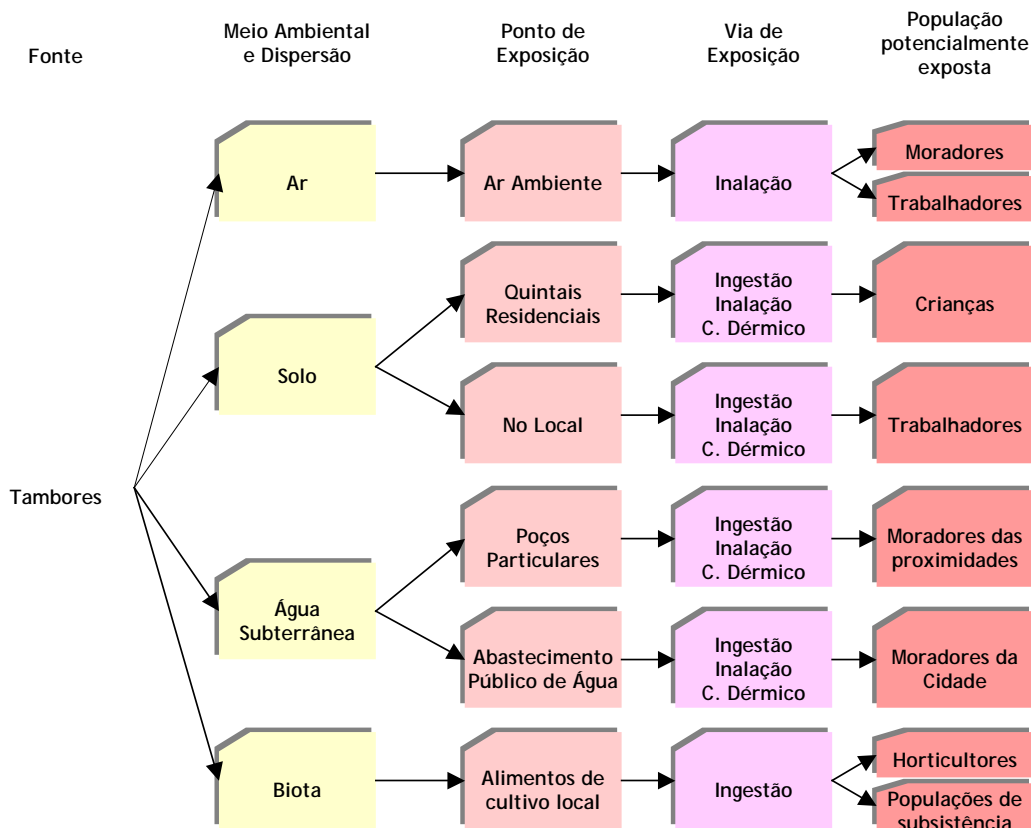 Fonte
Meio Ambiental
e Dispersão
Ponto de
Exposição
Via de
Exposição
População
potencialmente
exposta
Tambores
Ar
Ar Ambiente
Inalação
Moradores
Trabalhadores
Solo
Quintais
Residenciais
Ingestão
Inalação
C. Dérmico
Crianças
No Local
Ingestão
Inalação
C. Dérmico
Trabalhadores
Água
Subterrânea
Poços
Particulares
Ingestão
Inalação
C. Dérmico
Moradores das
proximidades
Abastecimento
Público de Água
Ingestão
Inalação
C. Dérmico
Moradores da
Cidade
Biota
Alimentos de
cultivo local
Ingestão
Horticultores
Populações de
subsistência